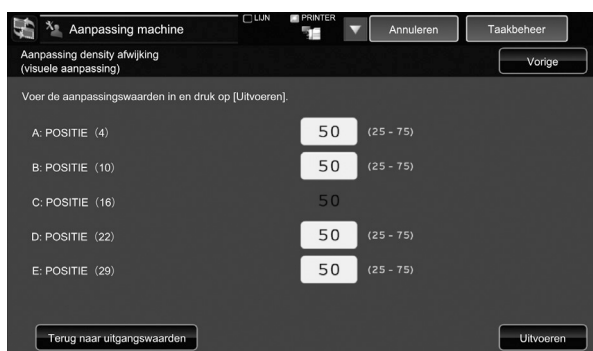 Aanpassing machine
LIJN
PRINTER
Annuleren
Taakbeheer
Aanpassing density afwijking
(visuele aanpassing)
Vorige
Voer de aanpassingswaarden in en druk op [Uitvoeren].
A: POSITIE (4) 50 (25 - 75)
B: POSITIE (10) 50 (25 - 75)
C: POSITIE (16) 50
D: POSITIE (22) 50 (25 - 75)
E: POSITIE (29) 50 (25 - 75)
Terug naar uitgangswaarden
Uitvoeren